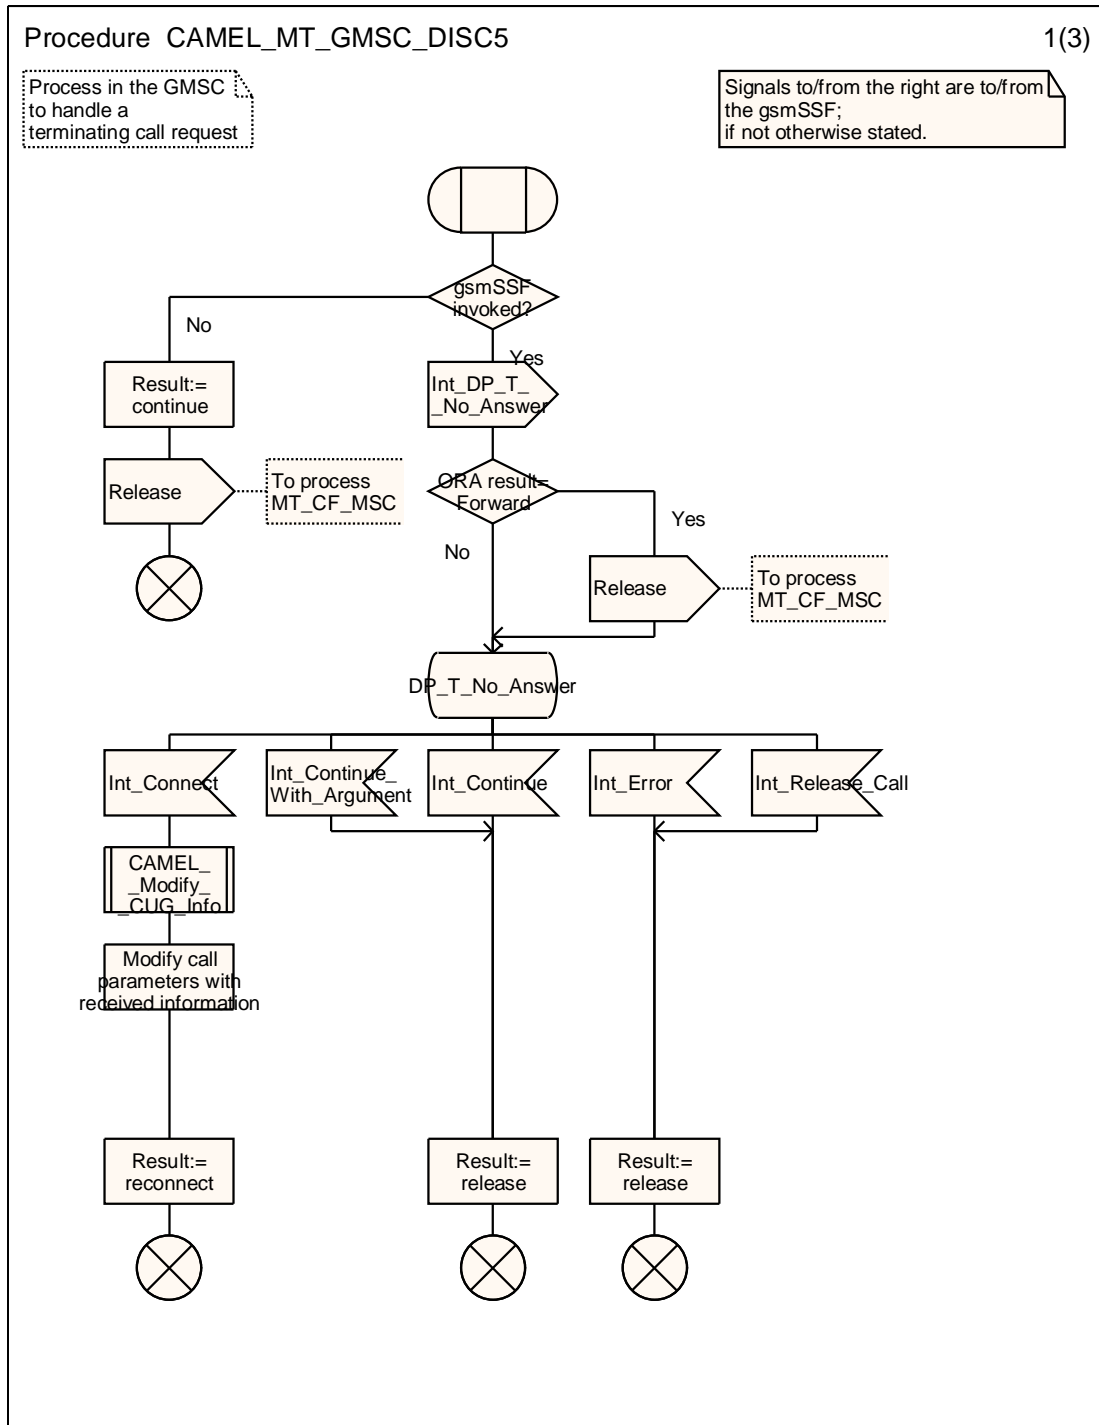 Procedure CAMEL_MT_GMSC_DISC5
1(3)
Process in the GMSC
to handle a
terminating call request
Signals to/from the right are to/from
the gsmSSF;
if not otherwise stated.
gsmSSF
invoked?
No
Yes
Result:=
continue
Int_DP_T_
_No_Answer
Release
To process
MT_CF_MSC
ORA result=
Forward
Yes
No
Release
To process
MT_CF_MSC
DP_T_No_Answer
Int_Connect
Int_Continue_
With_Argument
Int_Continue
Int_Error
Int_Release_Call
CAMEL_
_Modify_
_CUG_Info
Modify call
parameters with
received information
Result:=
reconnect
Result:=
release
Result:=
release